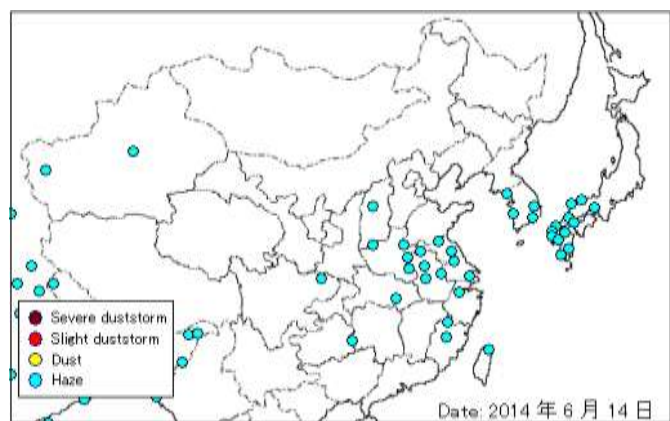 Severe duststorm
Slight duststorm
Dust
Haze
Date: 2014 年 6 月 14 日